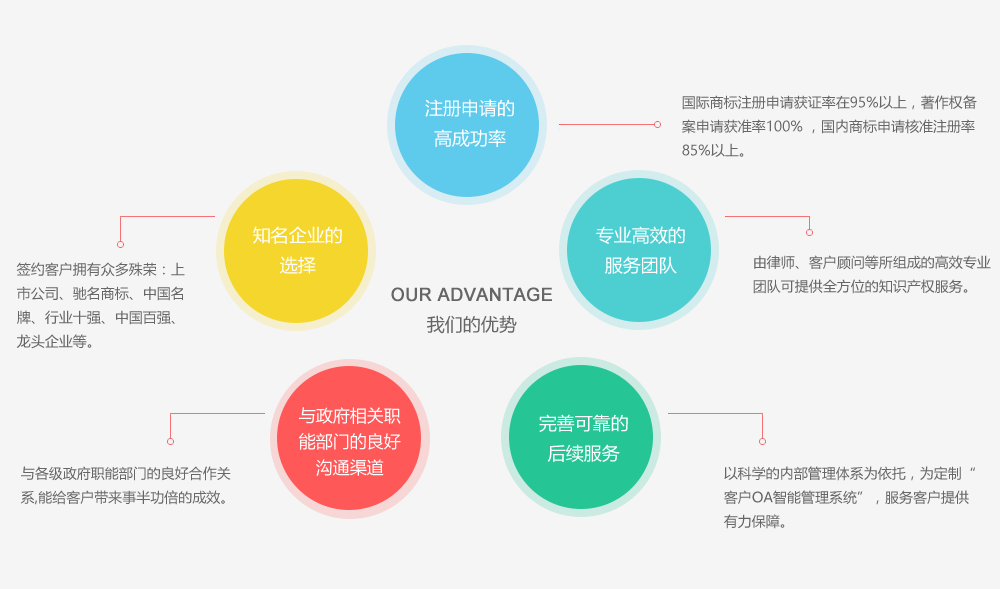 注册申请的
高成功率
国际商标注册申请获证率在95%以上，著作权备
案申请获准率100% ，国内商标申请核准注册率
85%以上。
知名企业的
选择
签约客户拥有众多殊荣：上
市公司、驰名商标、中国名
牌、行业十强、中国百强、
龙头企业等。
专业高效的
服务团队
由律师、客户顾问等所组成的高效专业
团队可提供全方位的知识产权服务。
OUR ADVANTAGE
我们的优势
与政府相关职
能部门的良好
沟通渠道
与各级政府职能部门的良好合作关
系,能给客户带来事半功倍的成效。
完善可靠的
后续服务
以科学的内部管理体系为依托，为定制“
客户OA智能管理系统” ，服务客户提供
有力保障。